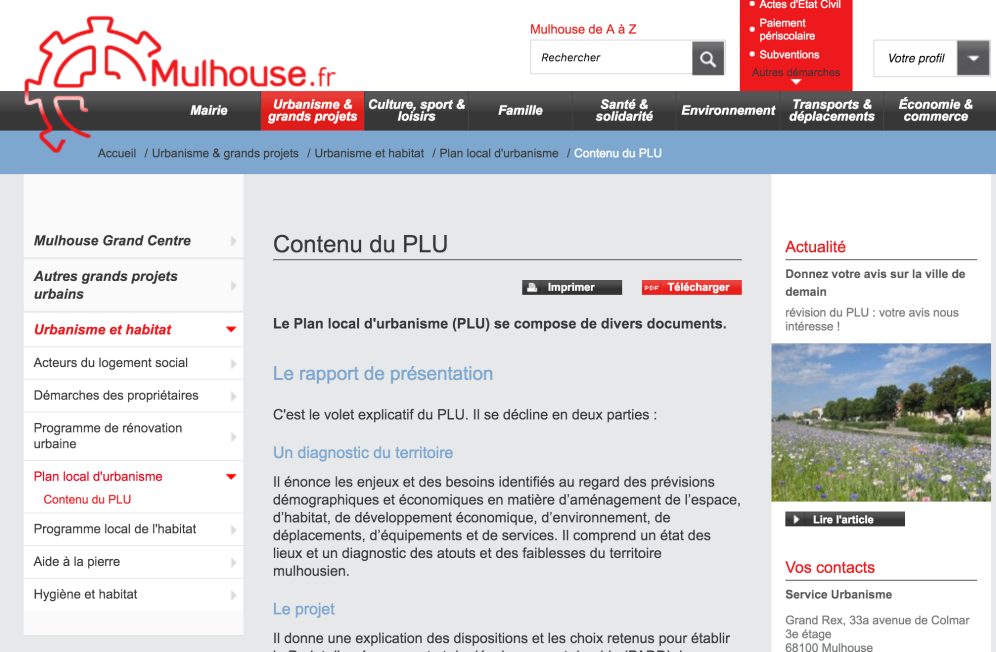 Actes d'Etat Civil
Paiement
périscolaire
Subventions
Autres démarches
Mulhouse de A à Z
Rechercher
Votre profil
Mulhouse.fr
Mairie
Urbanisme &
grands projets
Culture, sport &
loisirs
Famille
Santé &
solidarité
Environnement
Transports &
déplacements
Économie &
commerce
Accueil / Urbanisme & grands projets / Urbanisme et habitat / Plan local d'urbanisme / Contenu du PLU
Mulhouse Grand Centre
Autres grands projets
urbains
Urbanisme et habitat
Acteurs du logement social
Démarches des propriétaires
Programme de rénovation
urbaine
Plan local d'urbanisme
Contenu du PLU
Programme local de l'habitat
Aide à la pierre
Hygiène et habitat
Contenu du PLU
Imprimer
PDF Télécharger
Le Plan local d'urbanisme (PLU) se compose de divers documents.
Le rapport de présentation
C'est le volet explicatif du PLU. Il se décline en deux parties :
Un diagnostic du territoire
Il énonce les enjeux et des besoins identifiés au regard des prévisions
démographiques et économiques en matière d'aménagement de l'espace,
d'habitat, de développement économique, d'environnement, de
déplacements, d'équipements et de services. Il comprend un état des
lieux et un diagnostic des atouts et des faiblesses du territoire
mulhousien.
Le projet
Il donne une explication des dispositions et les choix retenus pour établir
Actualité
Donnez votre avis sur la ville de
demain
révision du PLU : votre avis nous
intéresse !
Lire l'article
Vos contacts
Service Urbanisme
Grand Rex, 33a avenue de Colmar
3e étage
68100 Mulhouse